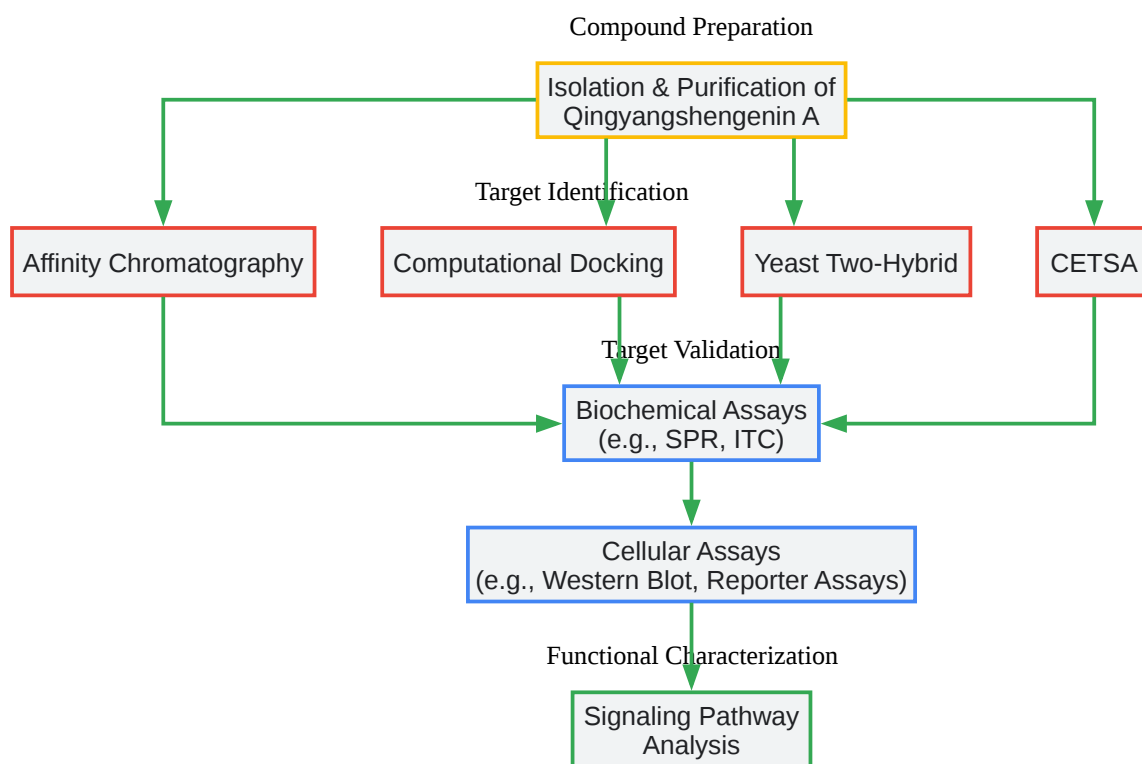 Compound Preparation
Isolation & Purification of
Qingyangshengenin A
Target Identification
Affinity Chromatography
Computational Docking
Yeast Two-Hybrid
CETSA
Target Validation
Biochemical Assays
(e.g., SPR, ITC)
Cellular Assays
(e.g., Western Blot, Reporter Assays)
Functional Characterization
Signaling Pathway
Analysis